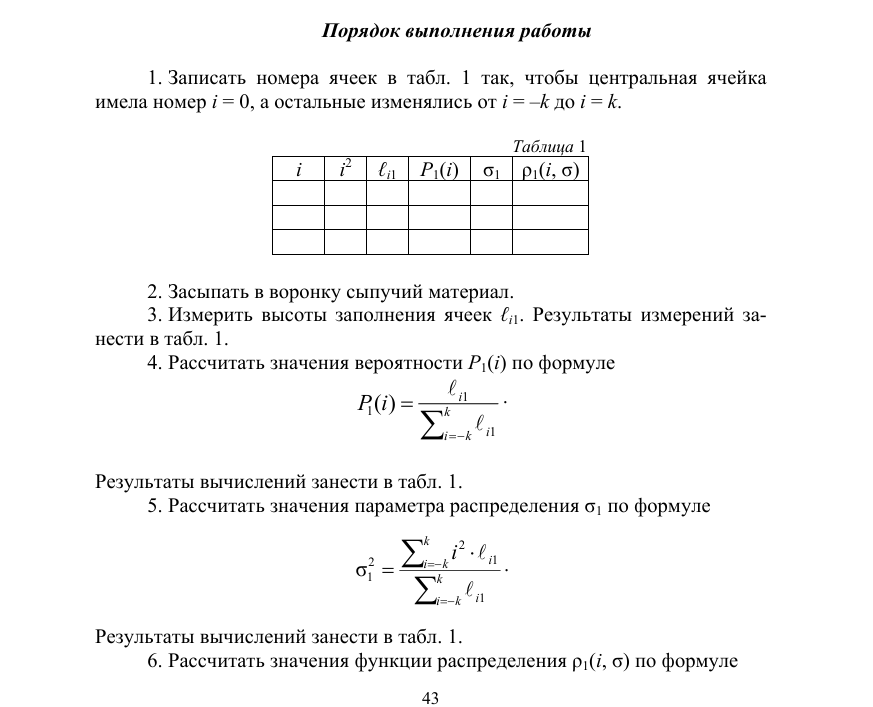 Порядок выполнения работы
1. Записать номера ячеек в табл. 1 так, чтобы центральная ячейка
имела номер i = 0, а остальные изменялись от i = –k до i = k.
Таблица 1
i i² ℓi1 P1(i) σ1 ρ1(i, σ)
2. Засыпать в воронку сыпучий материал.
3. Измерить высоты заполнения ячеек ℓi1. Результаты измерений за-
нести в табл. 1.
4. Рассчитать значения вероятности P1(i) по формуле
P1(i) = ℓi1 / ∑ k i=−k ℓi1 .
Результаты вычислений занести в табл. 1.
5. Рассчитать значения параметра распределения σ1 по формуле
σ1² = ∑ k i=−k i² · ℓi1 / ∑ k i=−k ℓi1 .
Результаты вычислений занести в табл. 1.
6. Рассчитать значения функции распределения ρ1(i, σ) по формуле
43